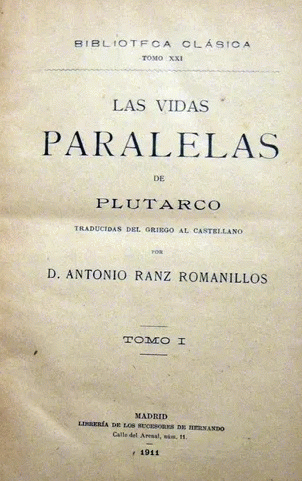 BIBLIOTECA CLÁSICA
TOMO XXI
LAS VIDAS
PARALELAS
DE
PLUTARCO
TRADUCIDAS DEL GRIEGO AL CASTELLANO
POR
D. ANTONIO RANZ ROMANILLOS
TOMO I
MADRID
LIBRERÍA DE LOS SUCESORES DE HERNANDO
Calle del Arenal, núm. 11.
1911